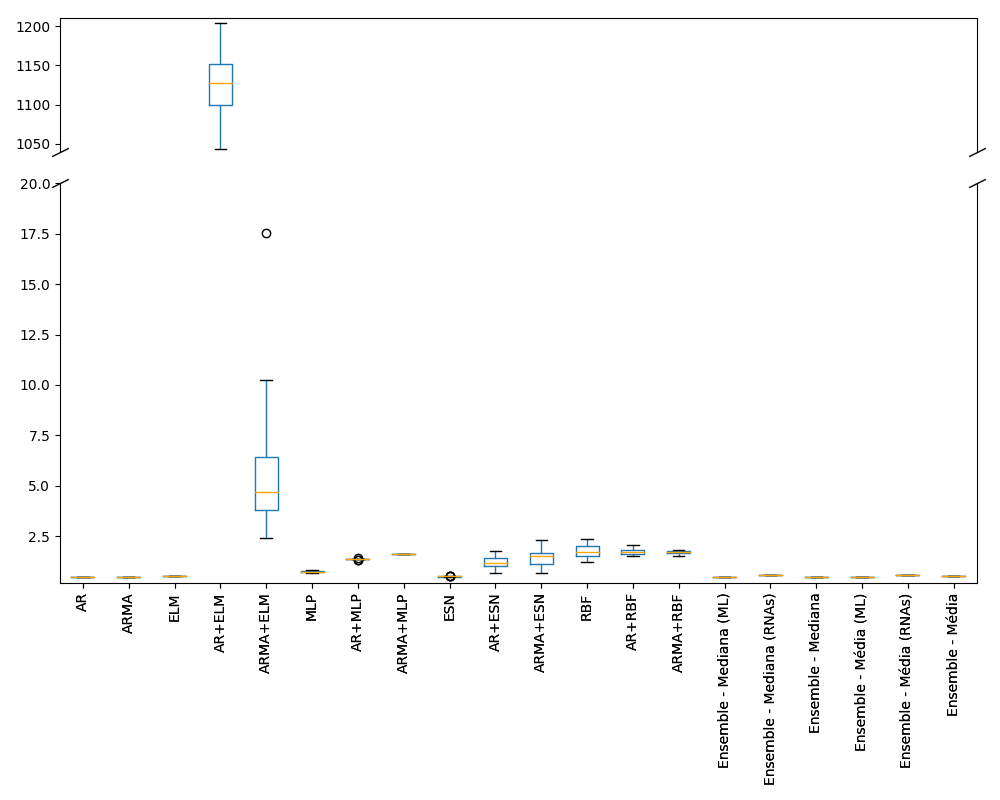 1200
1150
1100
1050
20.0
17.5
15.0
12.5
10.0
7.5
5.0
2.5
AR
ARMA
ELM
AR+ELM
ARMA+ELM
MLP
AR+MLP
ARMA+MLP
ESN
AR+ESN
ARMA+ESN
RBF
AR+RBF
ARMA+RBF
Ensemble - Mediana (ML)
Ensemble - Mediana (RNAs)
Ensemble - Mediana
Ensemble - Média (ML)
Ensemble - Média (RNAs)
Ensemble - Média